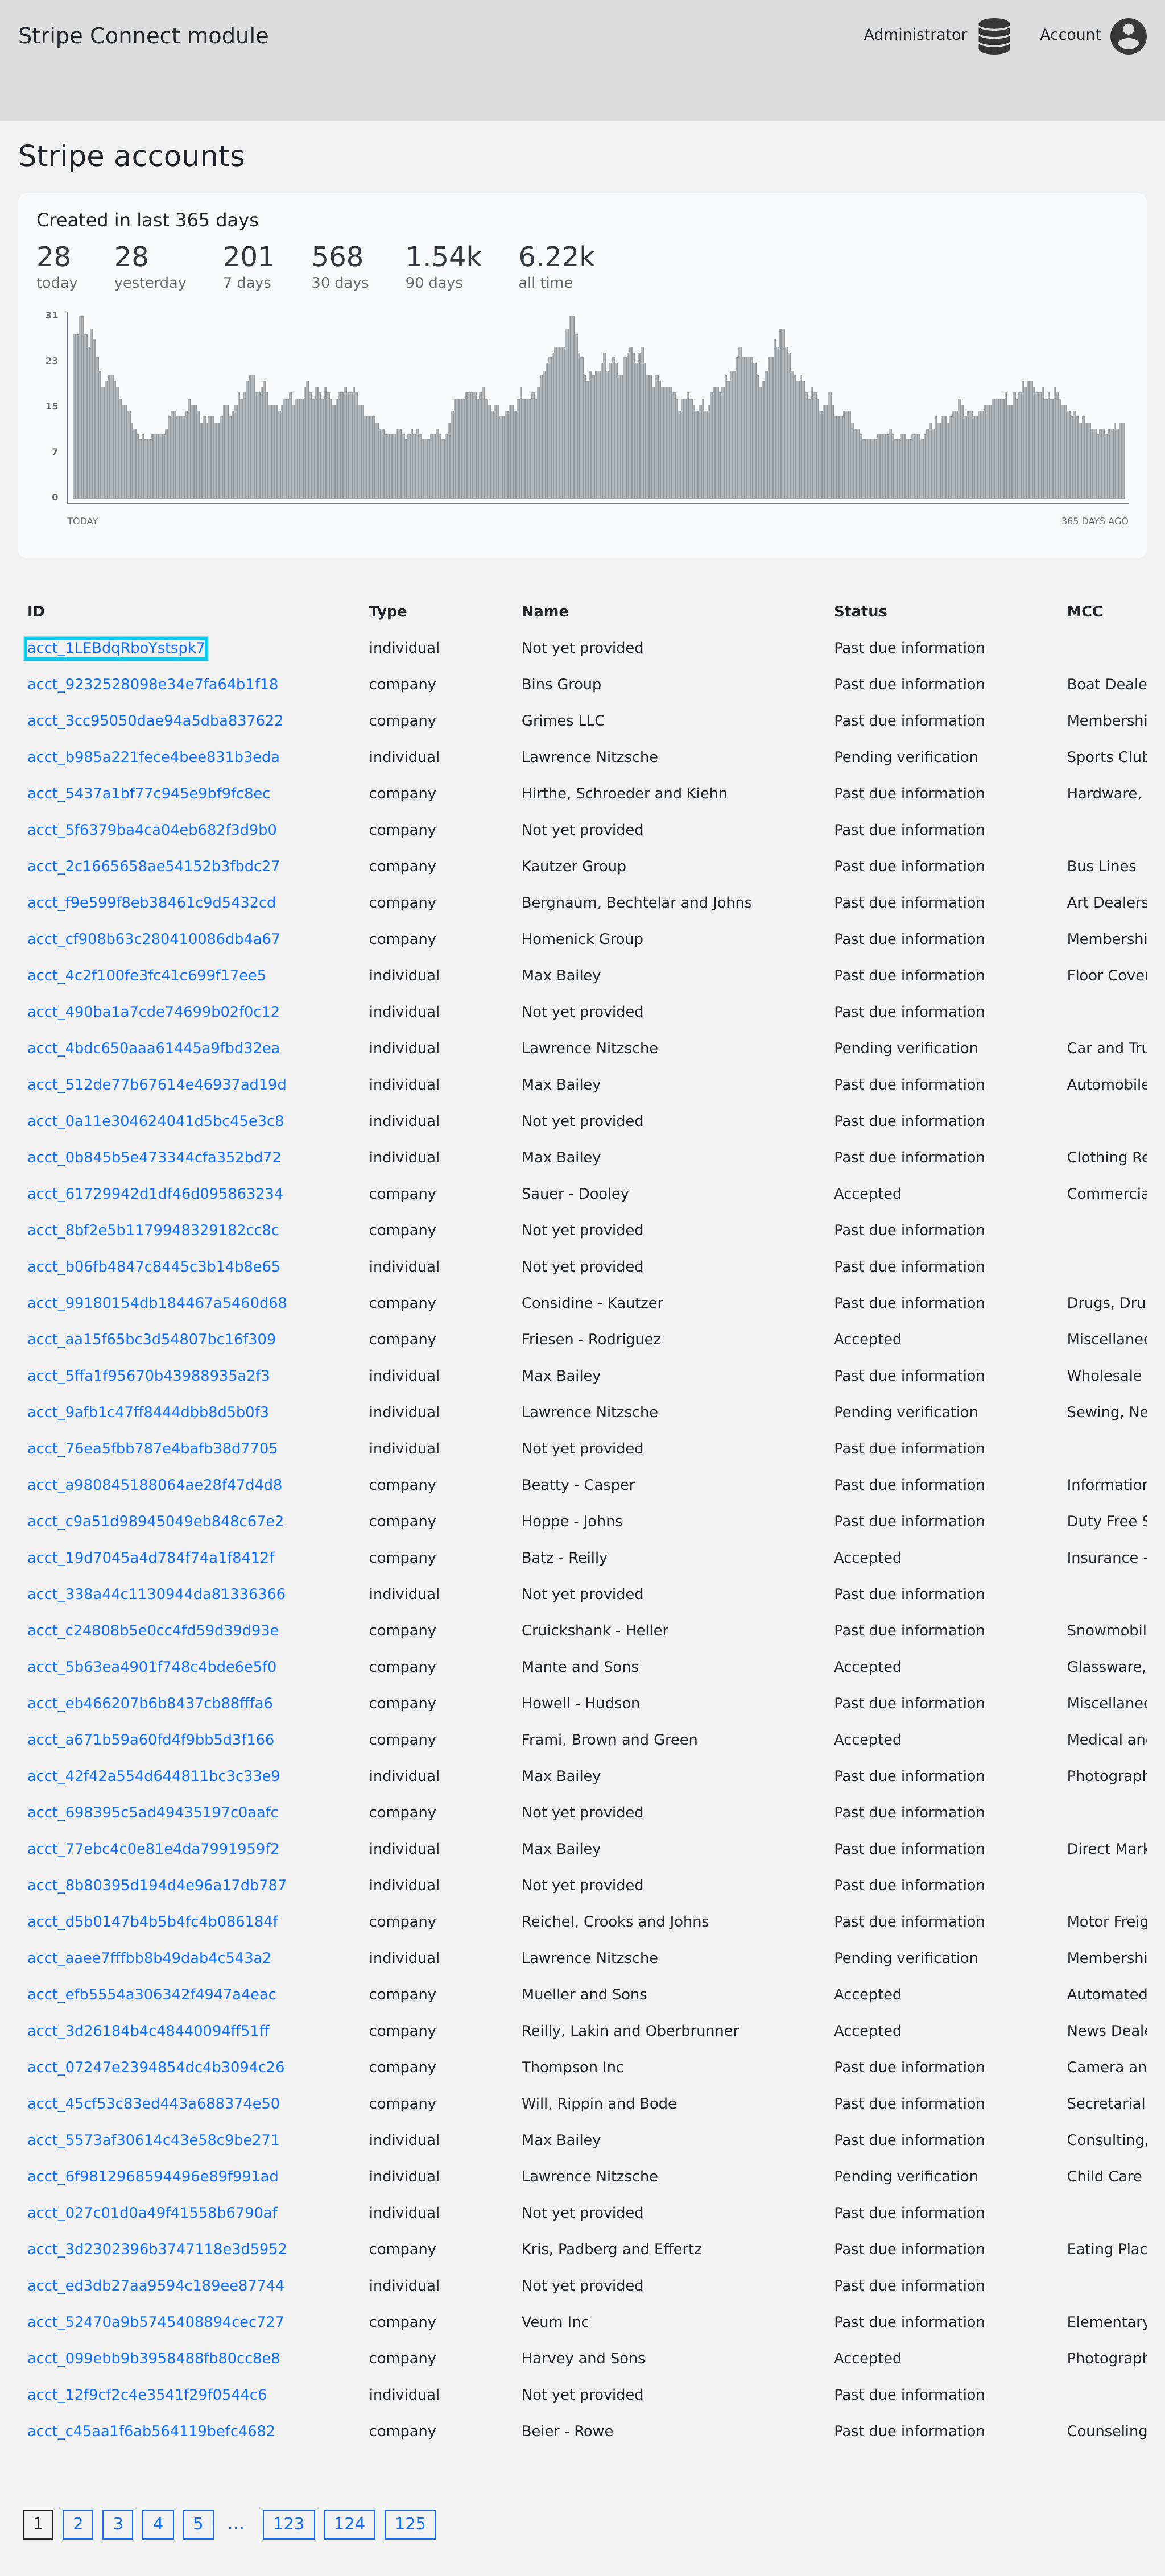 Stripe Connect module Administrator Account
Stripe accounts
Created in last 365 days
28 28 201 568 1.54k 6.22k
today yesterday 7 days 30 days 90 days all time
31
23
15
7
0
TODAY 365 DAYS AGO
ID Type Name Status MCC
acct_1LEBdqRboYstspk7 individual Not yet provided Past due information
acct_9232528098e34e7fa64b1f18 company Bins Group Past due information Boat Deale
acct_3cc95050dae94a5dba837622 company Grimes LLC Past due information Membershi
acct_b985a221fece4bee831b3eda individual Lawrence Nitzsche Pending verification Sports Club
acct_5437a1bf77c945e9bf9fc8ec company Hirthe, Schroeder and Kiehn Past due information Hardware,
acct_5f6379ba4ca04eb682f3d9b0 company Not yet provided Past due information
acct_2c1665658ae54152b3fbdc27 company Kautzer Group Past due information Bus Lines
acct_f9e599f8eb38461c9d5432cd company Bergnaum, Bechtelar and Johns Past due information Art Dealers
acct_cf908b63c280410086db4a67 company Homenick Group Past due information Membershi
acct_4c2f100fe3fc41c699f17ee5 individual Max Bailey Past due information Floor Cover
acct_490ba1a7cde74699b02f0c12 individual Not yet provided Past due information
acct_4bdc650aaa61445a9fbd32ea individual Lawrence Nitzsche Pending verification Car and Tru
acct_512de77b67614e46937ad19d individual Max Bailey Past due information Automobile
acct_0a11e304624041d5bc45e3c8 individual Not yet provided Past due information
acct_0b845b5e473344cfa352bd72 individual Max Bailey Past due information Clothing Re
acct_61729942d1df46d095863234 company Sauer - Dooley Accepted Commercia
acct_8bf2e5b1179948329182cc8c company Not yet provided Past due information
acct_b06fb4847c8445c3b14b8e65 individual Not yet provided Past due information
acct_99180154db184467a5460d68 company Considine - Kautzer Past due information Drugs, Dru
acct_aa15f65bc3d54807bc16f309 company Friesen - Rodriguez Accepted Miscellaneo
acct_5ffa1f95670b43988935a2f3 individual Max Bailey Past due information Wholesale
acct_9afb1c47ff8444dbb8d5b0f3 individual Lawrence Nitzsche Pending verification Sewing, Ne
acct_76ea5fbb787e4bafb38d7705 individual Not yet provided Past due information
acct_a980845188064ae28f47d4d8 company Beatty - Casper Past due information Information
acct_c9a51d98945049eb848c67e2 company Hoppe - Johns Past due information Duty Free S
acct_19d7045a4d784f74a1f8412f company Batz - Reilly Accepted Insurance -
acct_338a44c1130944da81336366 individual Not yet provided Past due information
acct_c24808b5e0cc4fd59d39d93e company Cruickshank - Heller Past due information Snowmobil
acct_5b63ea4901f748c4bde6e5f0 company Mante and Sons Accepted Glassware,
acct_eb466207b6b8437cb88fffa6 company Howell - Hudson Past due information Miscellaneo
acct_a671b59a60fd4f9bb5d3f166 company Frami, Brown and Green Accepted Medical and
acct_42f42a554d644811bc3c33e9 individual Max Bailey Past due information Photograph
acct_698395c5ad49435197c0aafc company Not yet provided Past due information
acct_77ebc4c0e81e4da7991959f2 individual Max Bailey Past due information Direct Mark
acct_8b80395d194d4e96a17db787 individual Not yet provided Past due information
acct_d5b0147b4b5b4fc4b086184f company Reichel, Crooks and Johns Past due information Motor Freig
acct_aaee7fffbb8b49dab4c543a2 individual Lawrence Nitzsche Pending verification Membershi
acct_efb5554a306342f4947a4eac company Mueller and Sons Accepted Automated
acct_3d26184b4c48440094ff51ff company Reilly, Lakin and Oberbrunner Accepted News Deale
acct_07247e2394854dc4b3094c26 company Thompson Inc Past due information Camera an
acct_45cf53c83ed443a688374e50 company Will, Rippin and Bode Past due information Secretarial
acct_5573af30614c43e58c9be271 individual Max Bailey Past due information Consulting,
acct_6f9812968594496e89f991ad individual Lawrence Nitzsche Pending verification Child Care
acct_027c01d0a49f41558b6790af individual Not yet provided Past due information
acct_3d2302396b3747118e3d5952 company Kris, Padberg and Effertz Past due information Eating Plac
acct_ed3db27aa9594c189ee87744 individual Not yet provided Past due information
acct_52470a9b5745408894cec727 company Veum Inc Past due information Elementary
acct_099ebb9b3958488fb80cc8e8 company Harvey and Sons Accepted Photograph
acct_12f9cf2c4e3541f29f0544c6 individual Not yet provided Past due information
acct_c45aa1f6ab564119befc4682 company Beier - Rowe Past due information Counseling
1 2 3 4 5 ... 123 124 125